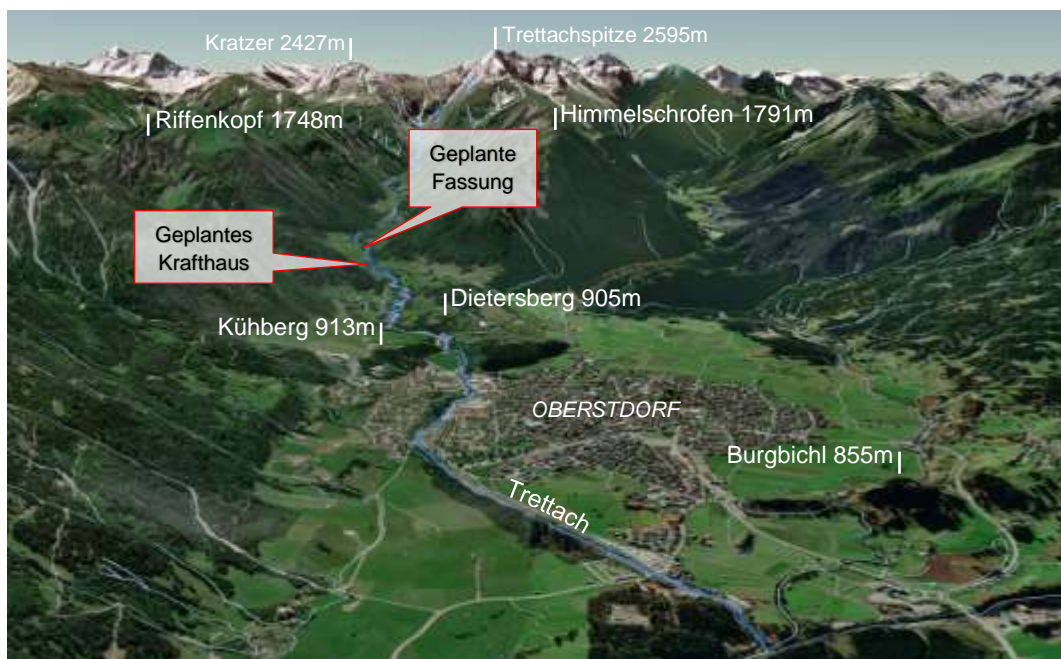 Kratzer 2427m
Trettachspitze 2595m
Riffenkopf 1748m
Himmelschrofen 1791m
Geplante
Fassung
Geplantes
Krafthaus
Dietersberg 905m
Kühberg 913m
OBERSTDORF
Burgbichl 855m
Trettach